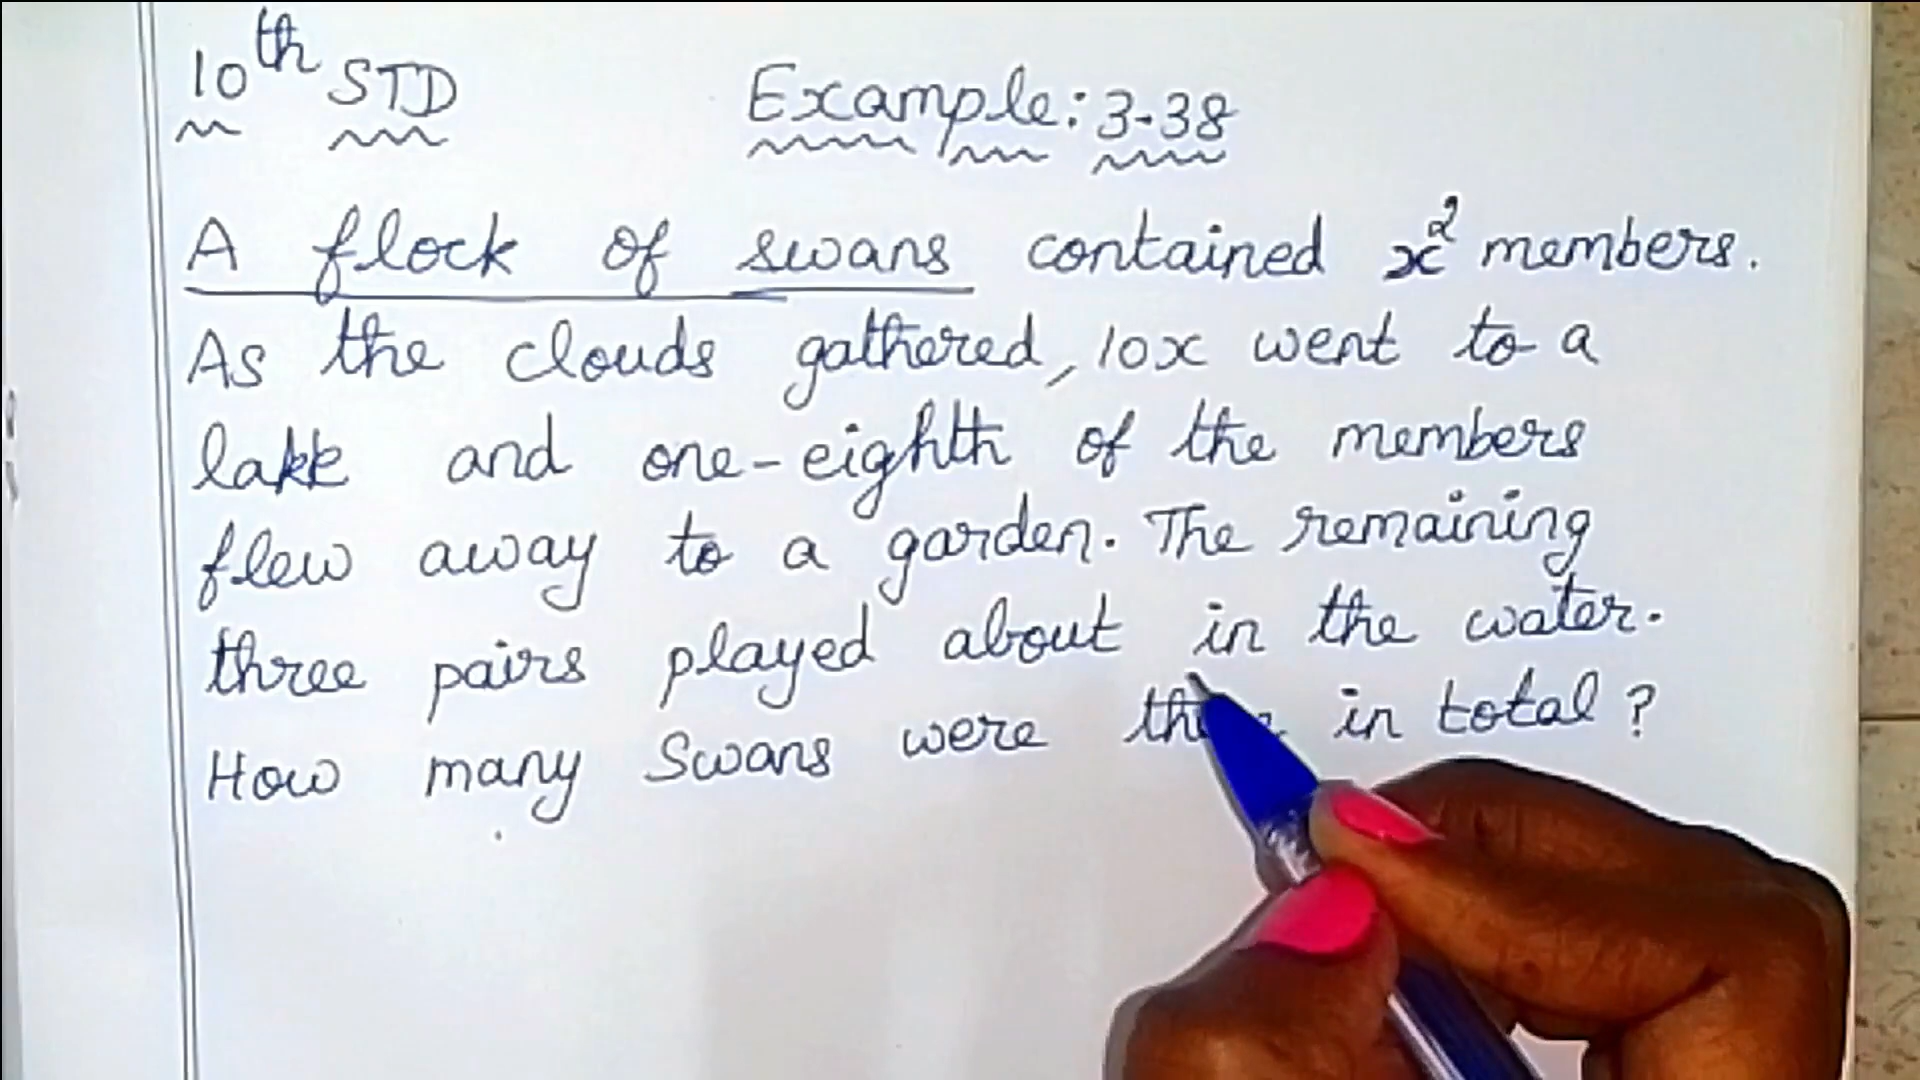 10th STD Example: 3.38
A flock of swans contained x² members.
As the clouds gathered, 10x went to a
lake and one-eighth of the members
flew away to a garden. The remaining
three pairs played about in the water.
How many Swans were in total?